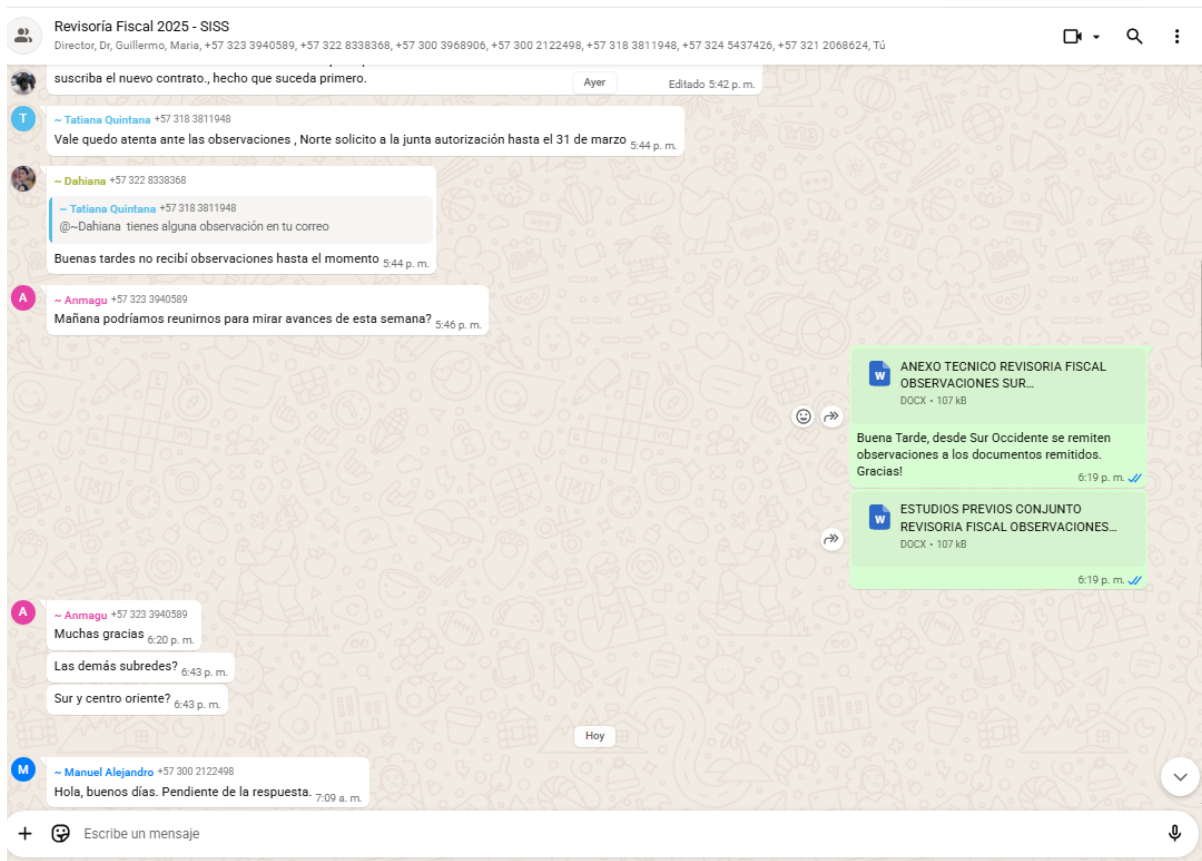 Revisoría Fiscal 2025 - SISS
Director, Dr, Guillermo, Maria, +57 323 3940589, +57 322 8338368, +57 300 3968906, +57 300 2122498, +57 318 3811948, +57 324 5437426, +57 321 2068624, Tú
suscriba el nuevo contrato., hecho que suceda primero.
Editado 5:42 p. m.
Ayer
T
~ Tatiana Quintana +57 318 3811948
Vale quedo atenta ante las observaciones , Norte solicito a la junta autorización hasta el 31 de marzo 5:44 p. m.
~ Dahiana +57 322 8338368
~ Tatiana Quintana +57 318 3811948
@~Dahiana tienes alguna observación en tu correo
Buenas tardes no recibí observaciones hasta el momento 5:44 p. m.
A
~ Anmagu +57 323 3940589
Mañana podríamos reunirnos para mirar avances de esta semana? 5:46 p. m.
W
ANEXO TECNICO REVISORIA FISCAL
OBSERVACIONES SUR...
DOCX • 107 kB
Buena Tarde, desde Sur Occidente se remiten
observaciones a los documentos remitidos.
Gracias!
6:19 p. m.
W
ESTUDIOS PREVIOS CONJUNTO
REVISORIA FISCAL OBSERVACIONES...
DOCX • 107 kB
6:19 p. m.
A
~ Anmagu +57 323 3940589
Muchas gracias 6:20 p. m.
Las demás subredes? 6:43 p. m.
Sur y centro oriente? 6:43 p. m.
Hoy
M
~ Manuel Alejandro +57 300 2122498
Hola, buenos días. Pendiente de la respuesta. 7:09 a. m.
Escribe un mensaje